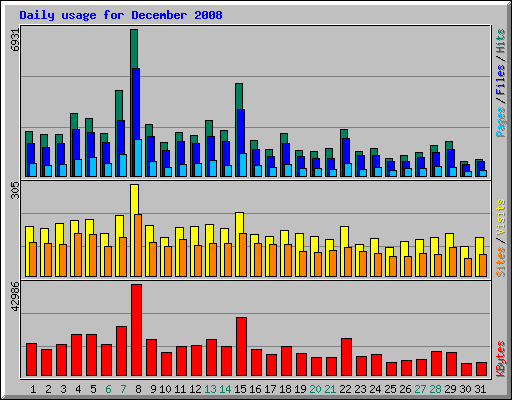 Daily usage for December 2008
6931
Pages / Files / Hits
305
Sites / Visits
42986
KBytes
1 2 3 4 5 6 7 8 9 10 11 12 13 14 15 16 17 18 19 20 21 22 23 24 25 26 27 28 29 30 31